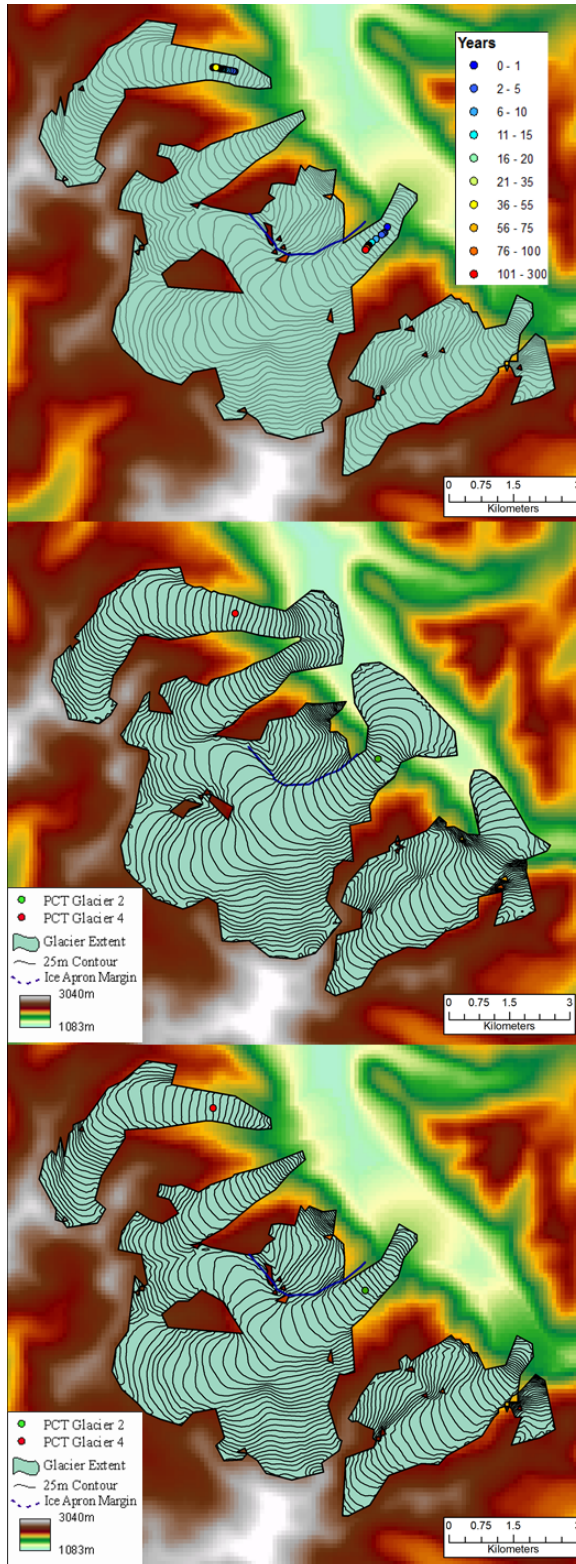 Years
0 - 1
2 - 5
6 - 10
11 - 15
16 - 20
21 - 35
36 - 55
56 - 75
76 - 100
101 - 300
0 0.75 1.5 3
Kilometers
PCT Glacier 2
PCT Glacier 4
Glacier Extent
25m Contour
Ice Apron Margin
3040m
1083m
0 0.75 1.5 3
Kilometers
PCT Glacier 2
PCT Glacier 4
Glacier Extent
25m Contour
Ice Apron Margin
3040m
1083m
0 0.75 1.5 3
Kilometers